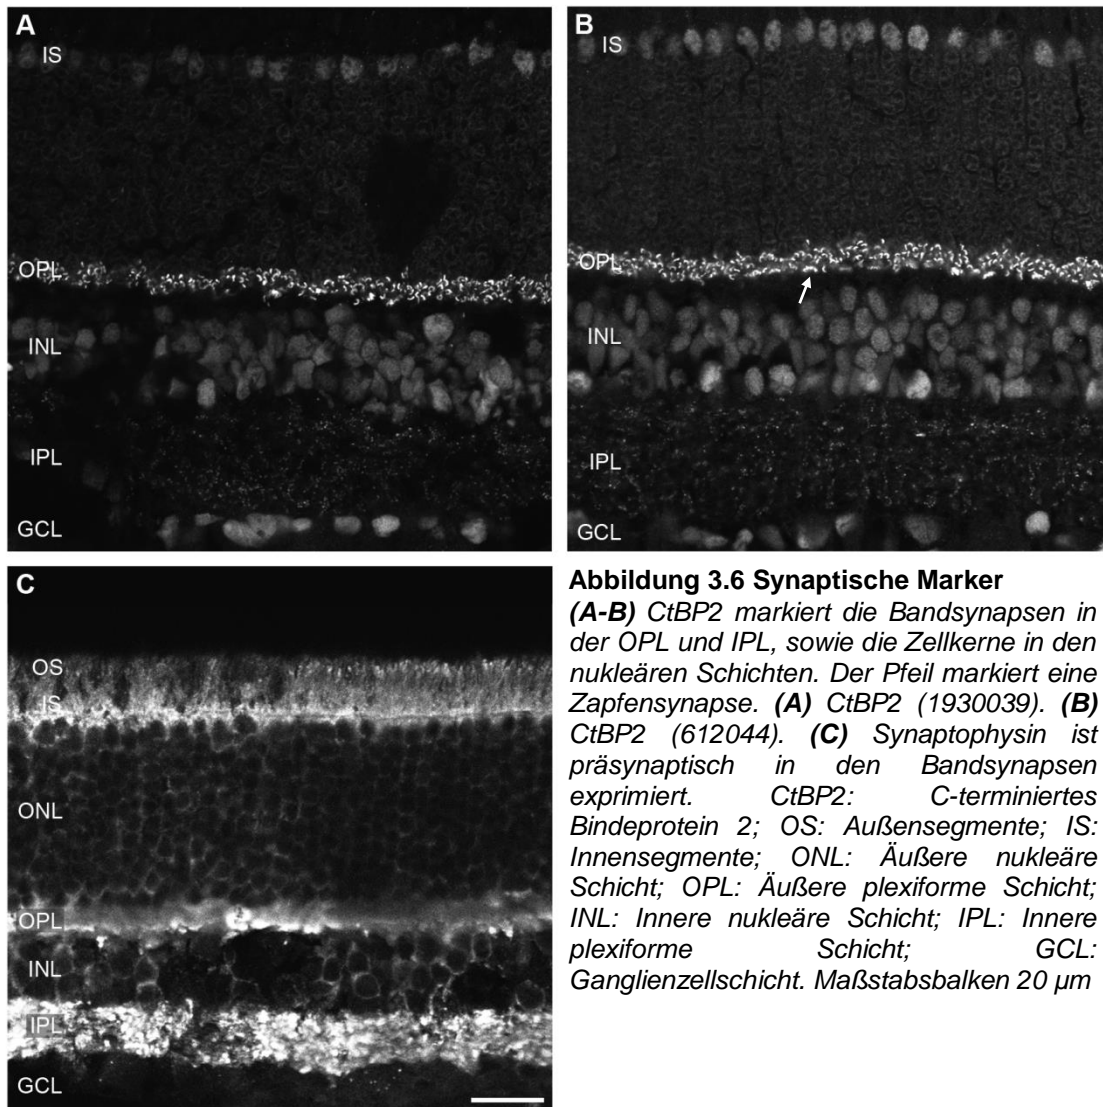 A
IS
OPL
INL
IPL
GCL
B
IS
OPL
INL
IPL
GCL
C
OS
IS
ONL
OPL
INL
IPL
GCL
Abbildung 3.6 Synaptische Marker
(A-B) CtBP2 markiert die Bandsynapsen in
der OPL und IPL, sowie die Zellkerne in den
nukleären Schichten. Der Pfeil markiert eine
Zapfensynapse. (A) CtBP2 (1930039). (B)
CtBP2 (612044). (C) Synaptophysin ist
präsynaptisch in den Bandsynapsen
exprimiert. CtBP2: C-terminiertes
Bindeprotein 2; OS: Außensegmente; IS:
Innensegmente; ONL: Äußere nukleäre
Schicht; OPL: Äußere plexiforme Schicht;
INL: Innere nukleäre Schicht; IPL: Innere
plexiforme Schicht; GCL:
Ganglienzellschicht. Maßstabsbalken 20 µm